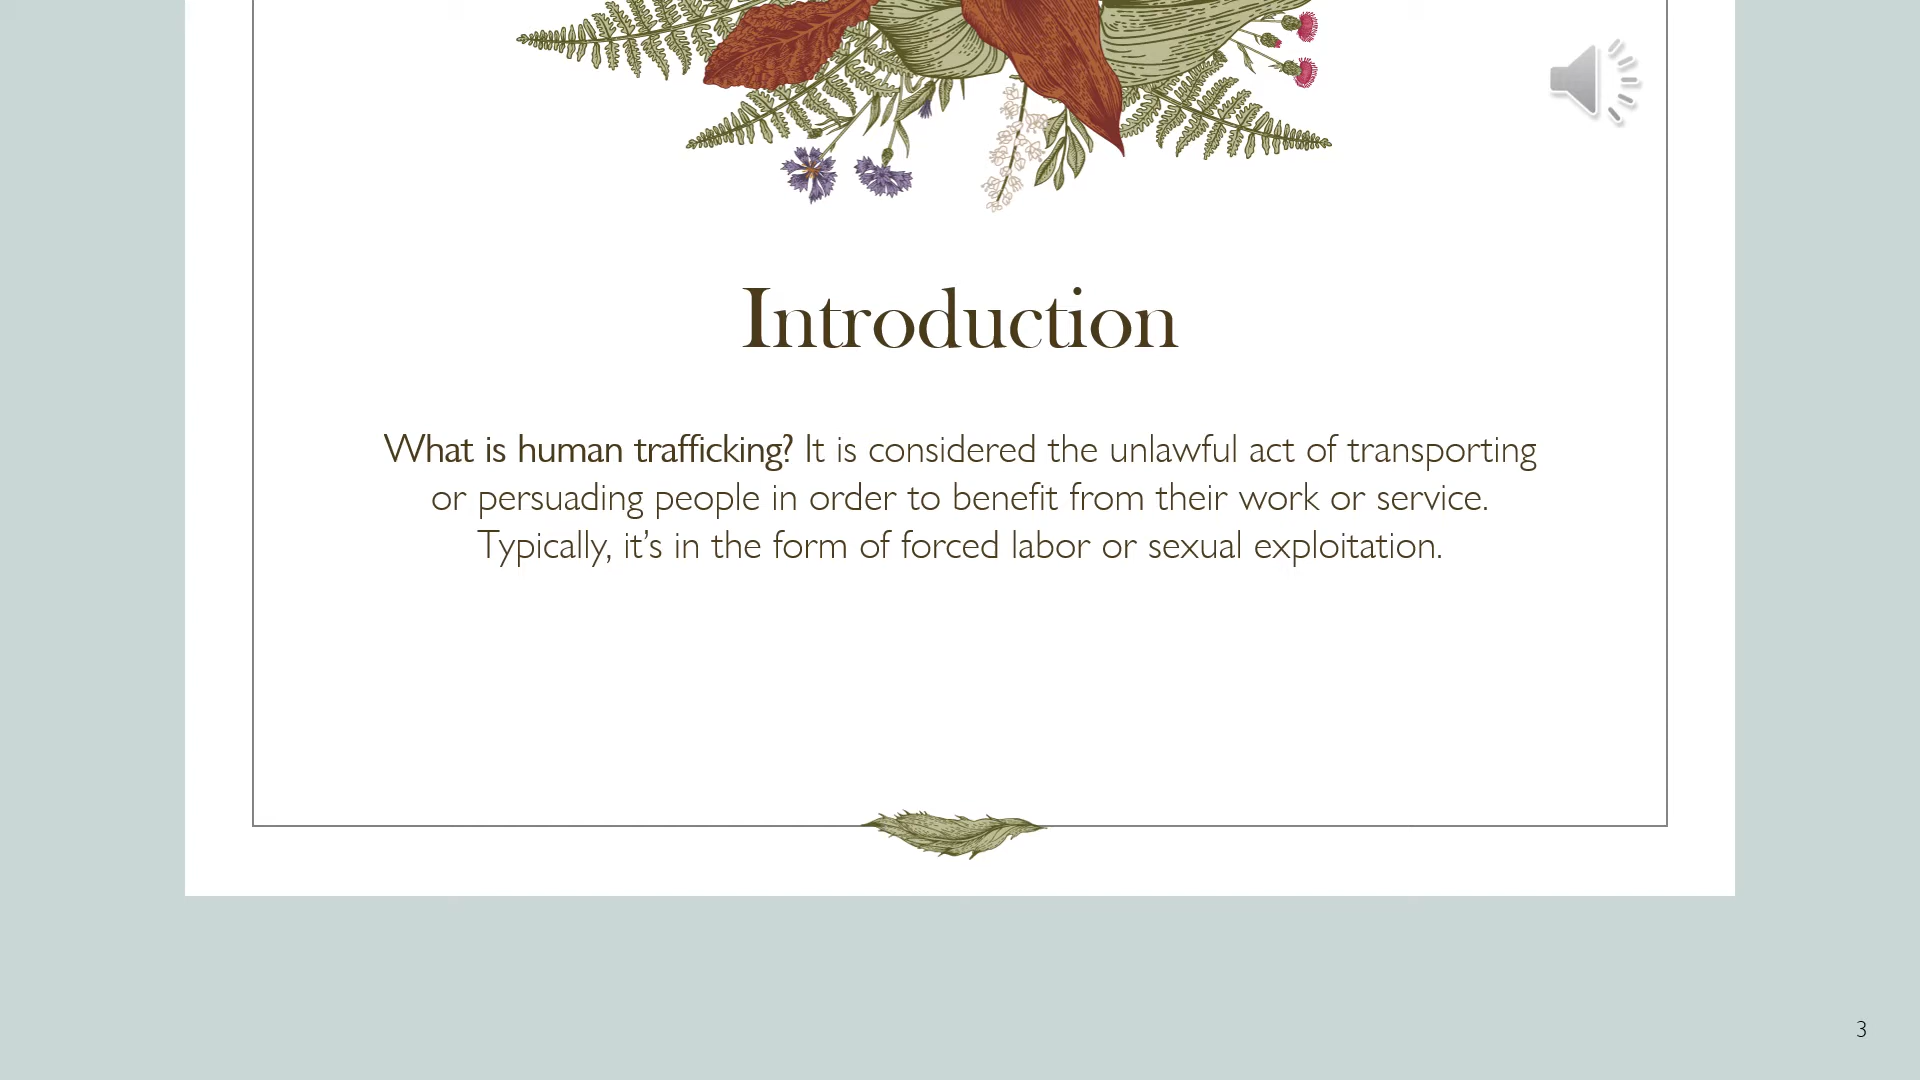 Introduction
What is human trafficking? It is considered the unlawful act of transporting
or persuading people in order to benefit from their work or service.
Typically, it’s in the form of forced labor or sexual exploitation.
3